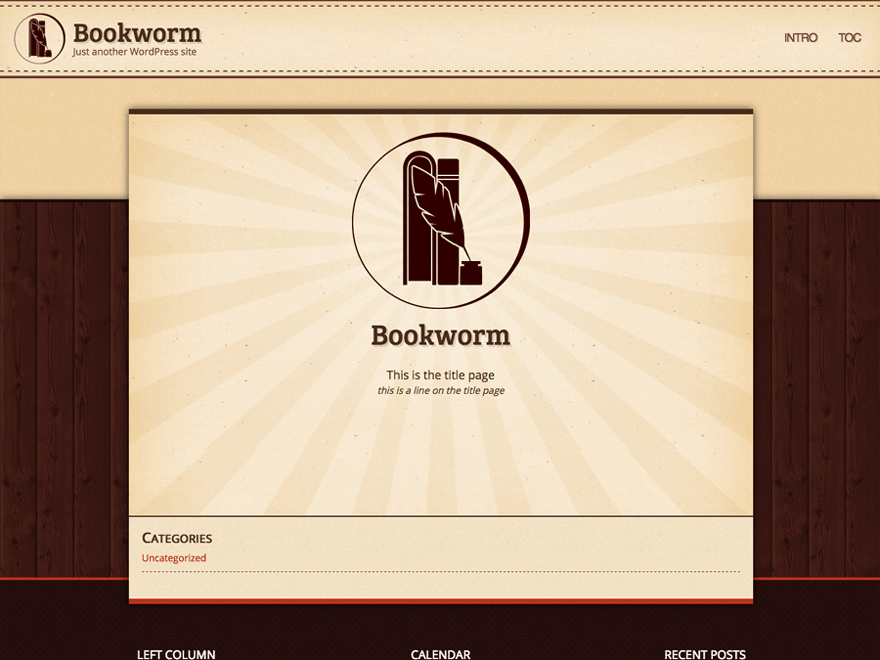 Bookworm
Just another WordPress site
INTRO
TOC
Bookworm
This is the title page
this is a line on the title page
Categories
Uncategorized
LEFT COLUMN
CALENDAR
RECENT POSTS